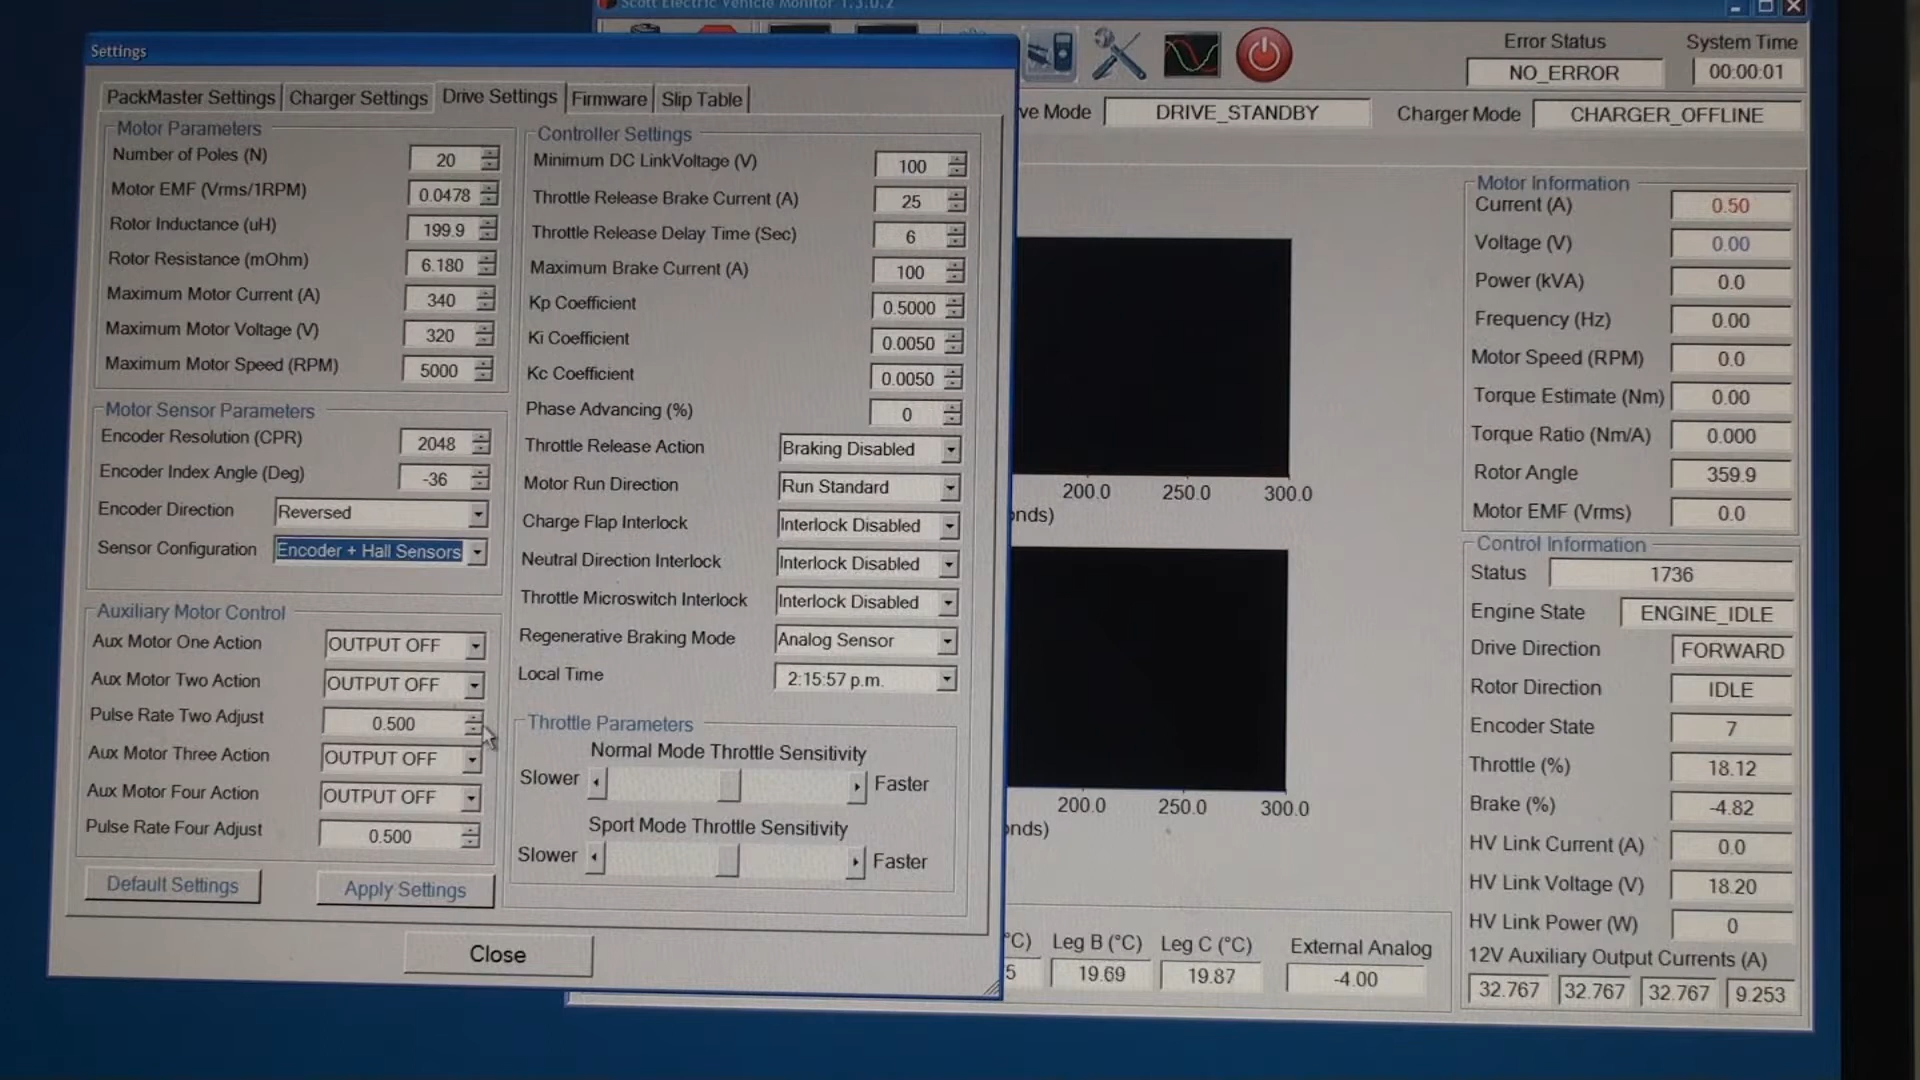 Scott Electric Vehicle Monitor 1.3.0.2
Settings
PackMaster Settings
Charger Settings
Drive Settings
Firmware
Slip Table
Motor Parameters
Number of Poles (N) 20
Motor EMF (Vrms/1RPM) 0.0478
Rotor Inductance (uH) 199.9
Rotor Resistance (mOhm) 6.180
Maximum Motor Current (A) 340
Maximum Motor Voltage (V) 320
Maximum Motor Speed (RPM) 5000
Motor Sensor Parameters
Encoder Resolution (CPR) 2048
Encoder Index Angle (Deg) -36
Encoder Direction Reversed
Sensor Configuration Encoder + Hall Sensors
Auxiliary Motor Control
Aux Motor One Action OUTPUT OFF
Aux Motor Two Action OUTPUT OFF
Pulse Rate Two Adjust 0.500
Aux Motor Three Action OUTPUT OFF
Aux Motor Four Action OUTPUT OFF
Pulse Rate Four Adjust 0.500
Default Settings
Apply Settings
Controller Settings
Minimum DC LinkVoltage (V) 100
Throttle Release Brake Current (A) 25
Throttle Release Delay Time (Sec) 6
Maximum Brake Current (A) 100
Kp Coefficient 0.5000
Ki Coefficient 0.0050
Kc Coefficient 0.0050
Phase Advancing (%) 0
Throttle Release Action Braking Disabled
Motor Run Direction Run Standard
Charge Flap Interlock Interlock Disabled
Neutral Direction Interlock Interlock Disabled
Throttle Microswitch Interlock Interlock Disabled
Regenerative Braking Mode Analog Sensor
Local Time 2:15:57 p.m.
Throttle Parameters
Normal Mode Throttle Sensitivity
Slower Faster
Sport Mode Throttle Sensitivity
Slower Faster
Close
Error Status System Time
NO_ERROR 00:00:01
ve Mode DRIVE_STANDBY Charger Mode CHARGER_OFFLINE
200.0 250.0 300.0
onds)
200.0 250.0 300.0
onds)
°C) Leg B (°C) Leg C (°C) External Analog
5 19.69 19.87 -4.00
Motor Information
Current (A) 0.50
Voltage (V) 0.00
Power (kVA) 0.0
Frequency (Hz) 0.00
Motor Speed (RPM) 0.0
Torque Estimate (Nm) 0.00
Torque Ratio (Nm/A) 0.000
Rotor Angle 359.9
Motor EMF (Vrms) 0.0
Control Information
Status 1736
Engine State ENGINE_IDLE
Drive Direction FORWARD
Rotor Direction IDLE
Encoder State 7
Throttle (%) 18.12
Brake (%) -4.82
HV Link Current (A) 0.0
HV Link Voltage (V) 18.20
HV Link Power (W) 0
12V Auxiliary Output Currents (A)
32.767 32.767 32.767 9.253